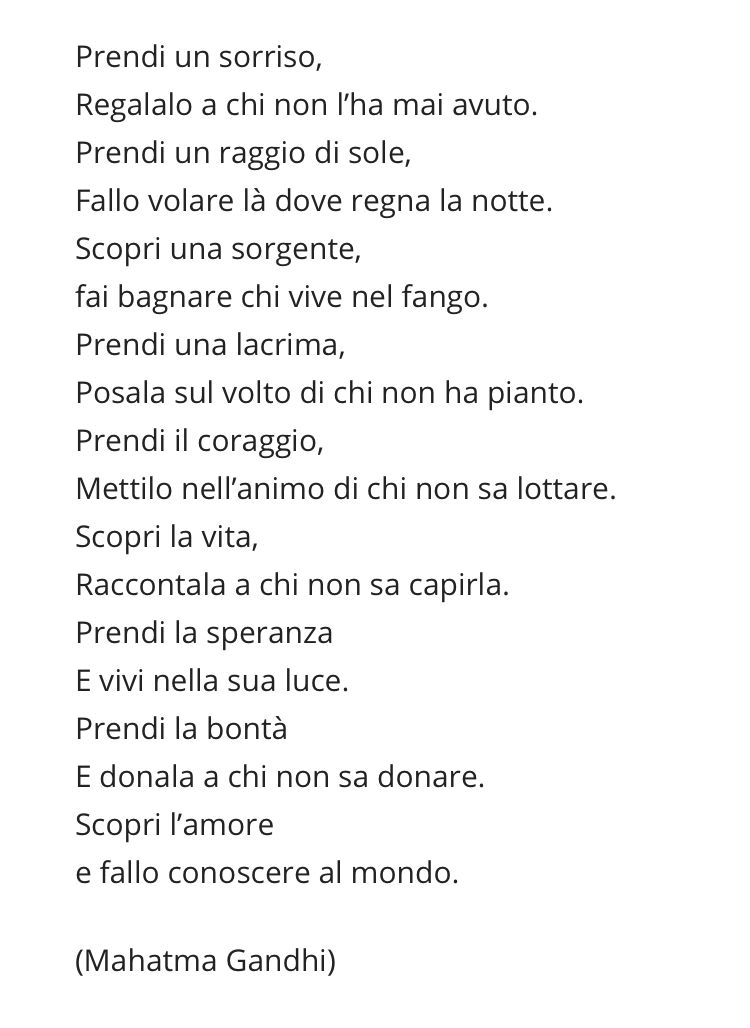 Prendi un sorriso,
Regalalo a chi non l’ha mai avuto.
Prendi un raggio di sole,
Fallo volare là dove regna la notte.
Scopri una sorgente,
fai bagnare chi vive nel fango.
Prendi una lacrima,
Posala sul volto di chi non ha pianto.
Prendi il coraggio,
Mettilo nell’animo di chi non sa lottare.
Scopri la vita,
Raccontala a chi non sa capirla.
Prendi la speranza
E vivi nella sua luce.
Prendi la bontà
E donala a chi non sa donare.
Scopri l’amore
e fallo conoscere al mondo.
(Mahatma Gandhi)